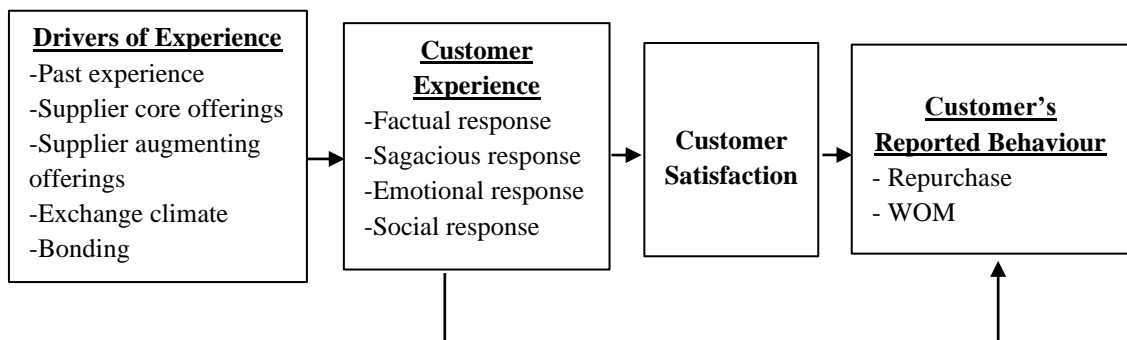 Drivers of Experience
-Past experience
-Supplier core offerings
-Supplier augmenting
offerings
-Exchange climate
-Bonding
Customer
Experience
-Factual response
-Sagacious response
-Emotional response
-Social response
Customer
Satisfaction
Customer’s
Reported Behaviour
- Repurchase
- WOM